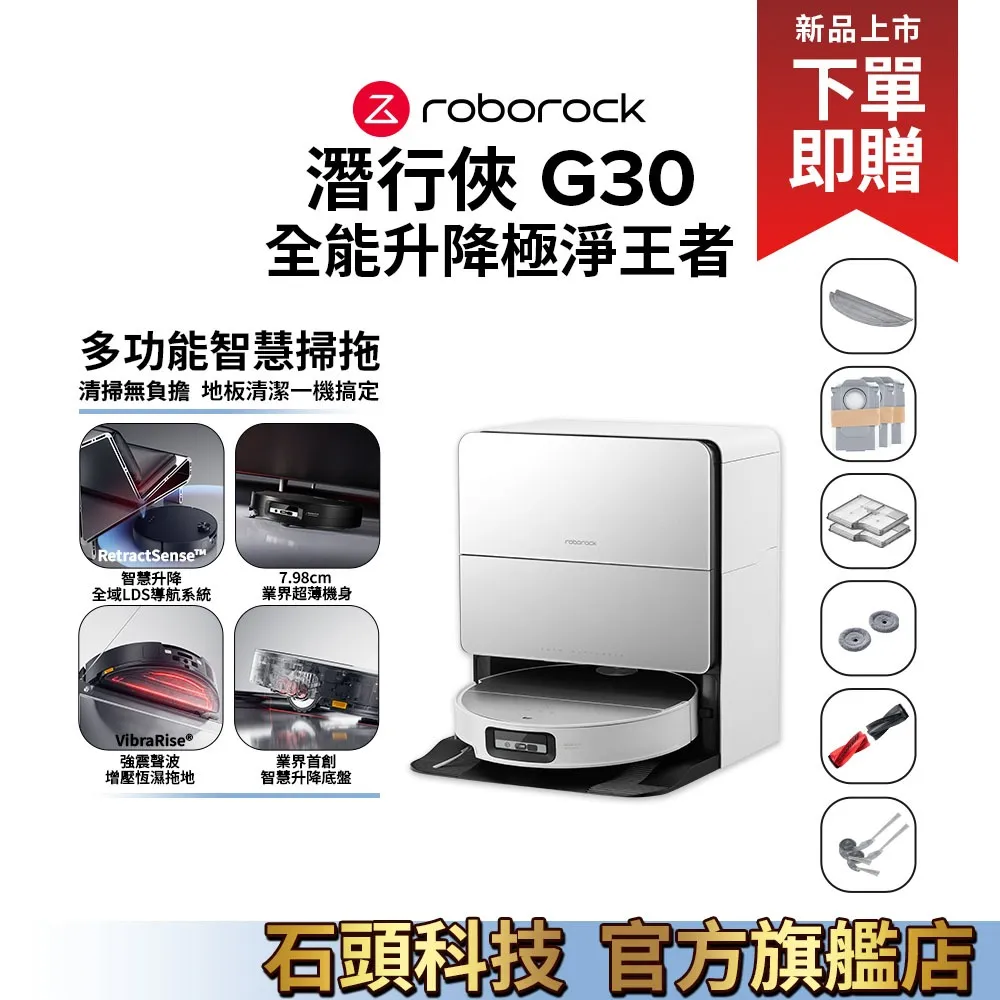 新品上市
下單
即贈
roborock
潛行俠 G30
全能升降極淨王者
多功能智慧掃拖
清掃無負擔 地板清潔一機搞定
RetractSense™
智慧升降
全域LDS導航系統
7.98cm
業界超薄機身
VibraRise®
強震聲波
增壓恆濕拖地
業界首創
智慧升降底盤
roborock
石頭科技 官方旗艦店